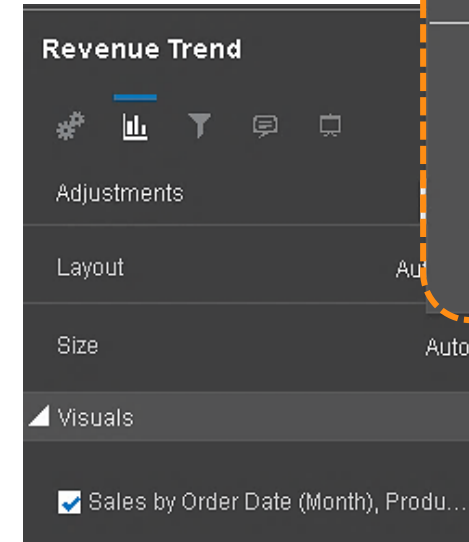 Revenue Trend
Adjustments
Layout
Size Auto
Visuals
Sales by Order Date (Month), Produ...